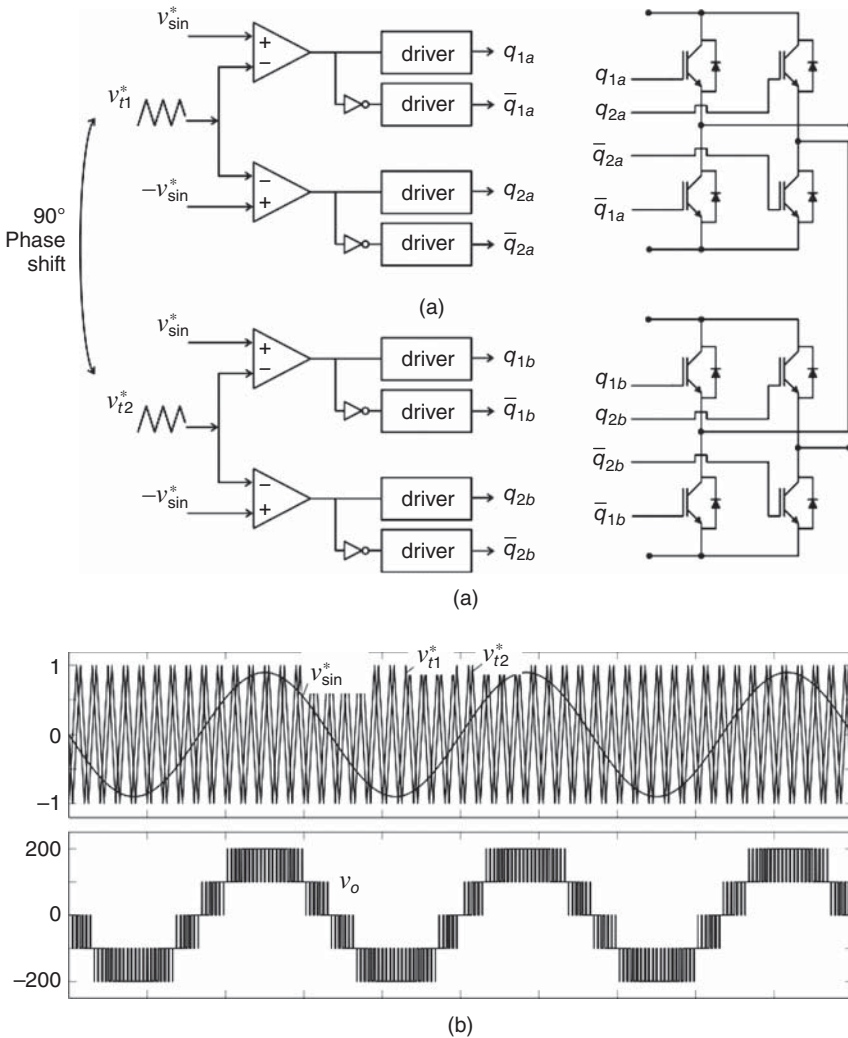 v*sin
+
−
driver
q1a
q1a
q2a
v*t1
driver
q̅1a
−
+
driver
q2a
q̅2a
q̅1a
−v*sin
driver
q̅2a
90°
Phase
shift
(a)
v*sin
+
−
driver
q1b
q1b
q2b
v*t2
driver
q̅1b
−
+
driver
q2b
q̅2b
q̅1b
−v*sin
driver
q̅2b
(a)
1
0
−1
v*sin
v*t1
v*t2
200
0
−200
vo
(b)